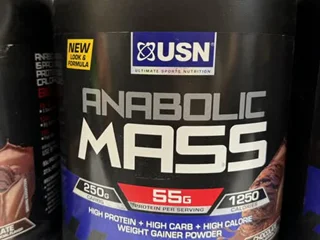 USN
ULTIMATE SPORTS NUTRITION
NEW
LOOK &
FORMULA
ANABOLIC
MASS
250G
55G
1250
PROTEIN PER SERVING
HIGH PROTEIN + HIGH CARB + HIGH CALORIE
WEIGHT GAINER POWDER